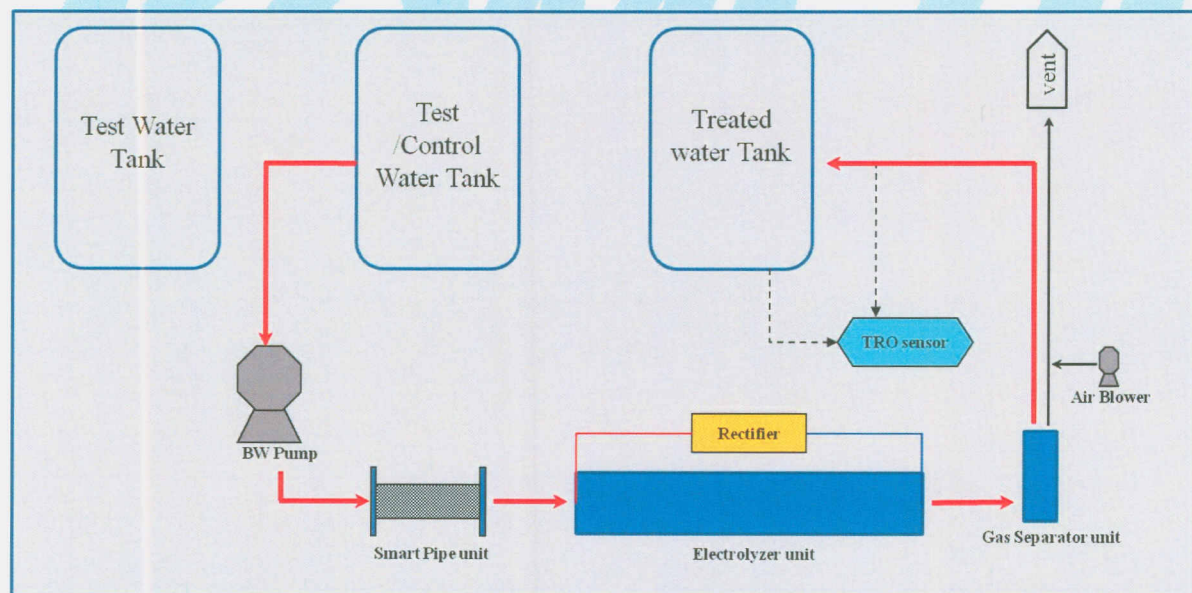 Test Water
Tank
Test
/Control
Water Tank
Treated
water Tank
vent
TRO sensor
Air Blower
Rectifier
BW Pump
Smart Pipe unit
Electrolyzer unit
Gas Separator unit